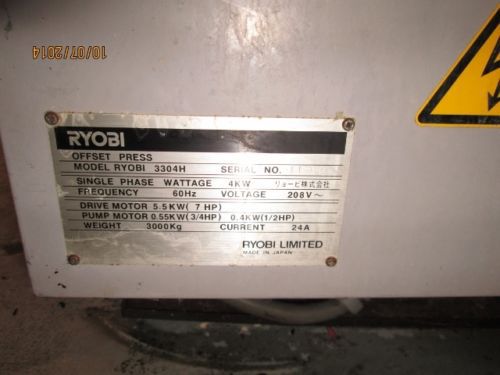 10/07/2014
RYOBI
OFFSET PRESS
MODEL RYOBI 3304H SERIAL NO.
SINGLE PHASE WATTAGE 4KW リョービ株式会社
FREQUENCY 60Hz VOLTAGE 208V～
DRIVE MOTOR 5.5KW( 7 HP)
PUMP MOTOR 0.55KW(3/4HP) 0.4KW(1/2HP)
WEIGHT 3000Kg CURRENT 24A
RYOBI LIMITED
MADE IN JAPAN